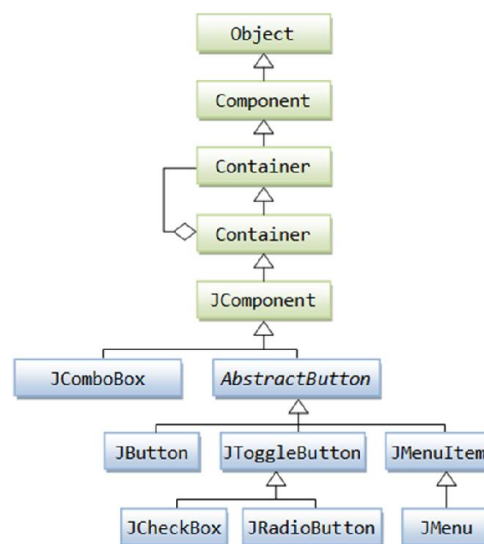 Object
Component
Container
Container
JComponent
JComboBox
AbstractButton
JButton
JToggleButton
JMenuItem
JCheckBox
JRadioButton
JMenu